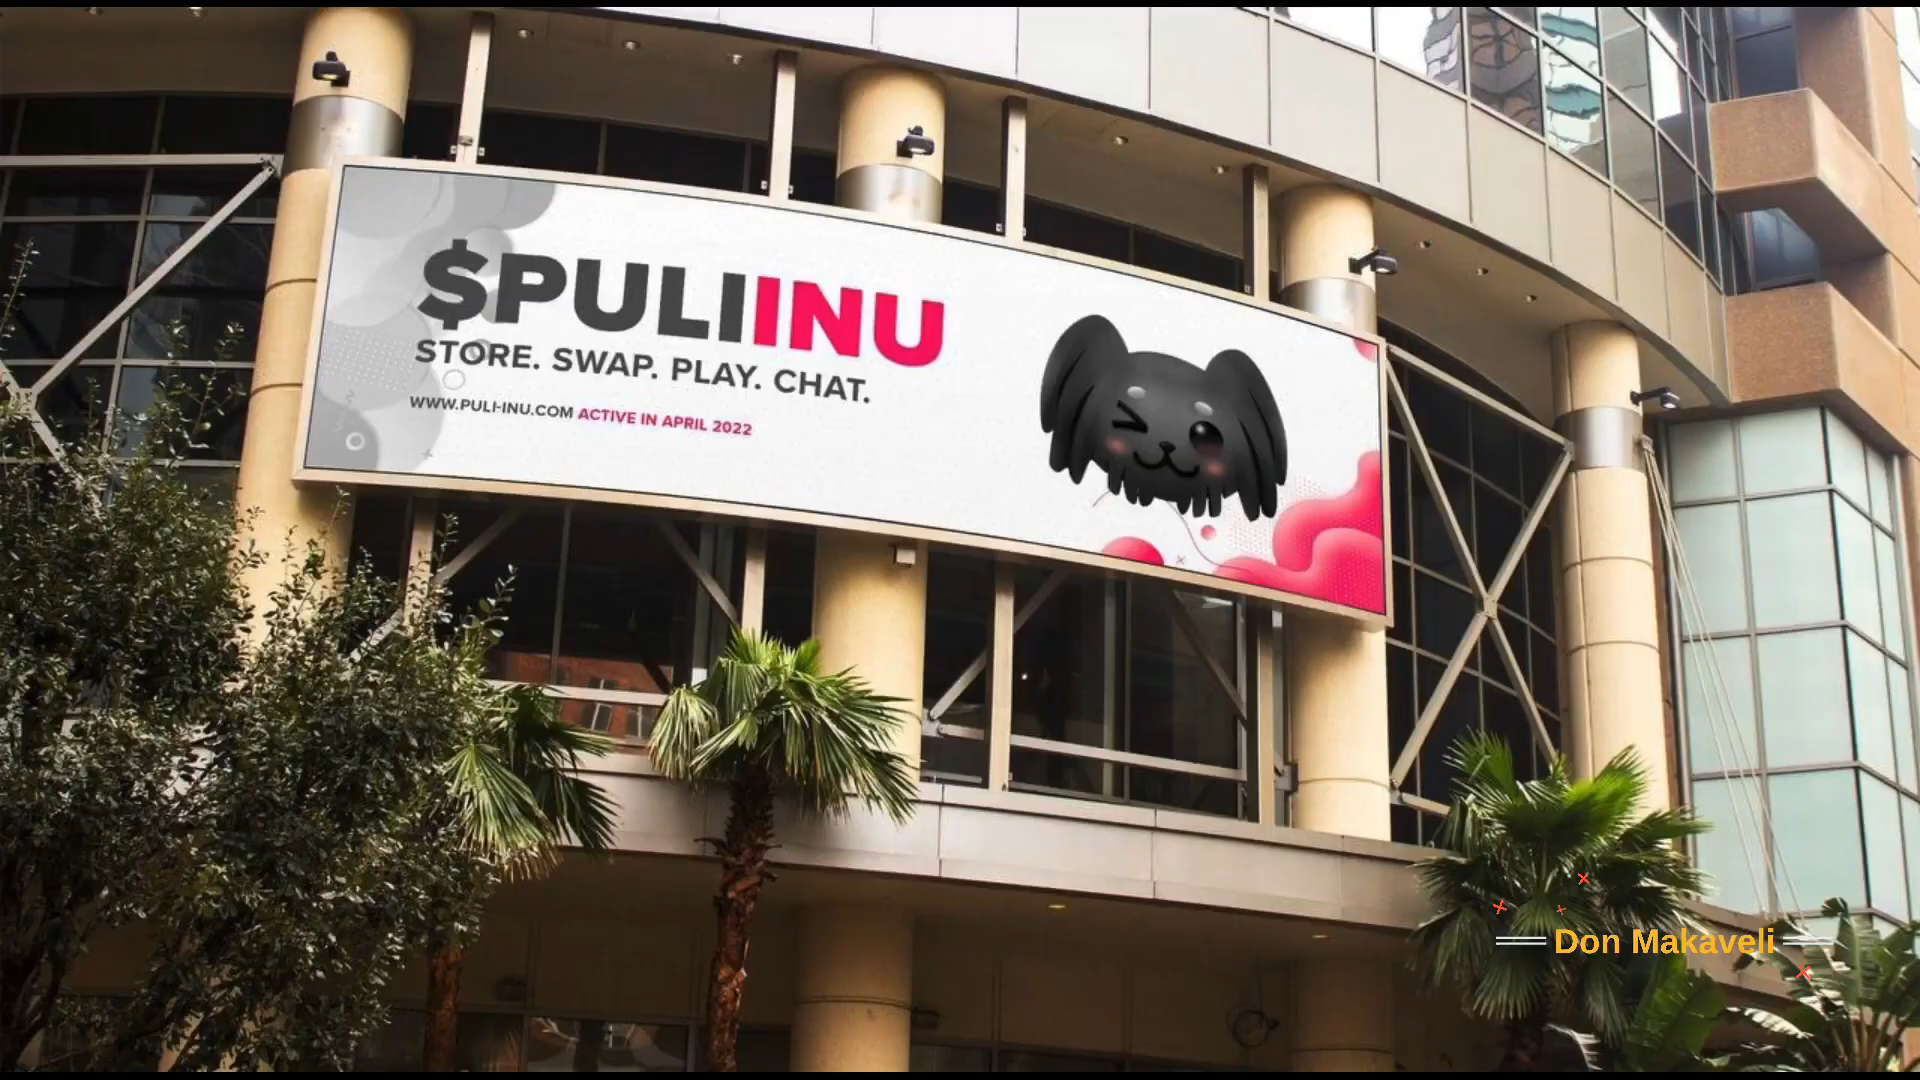 $PULIINU
STORE. SWAP. PLAY. CHAT.
WWW.PULI-INU.COM ACTIVE IN APRIL 2022
Don Makaveli